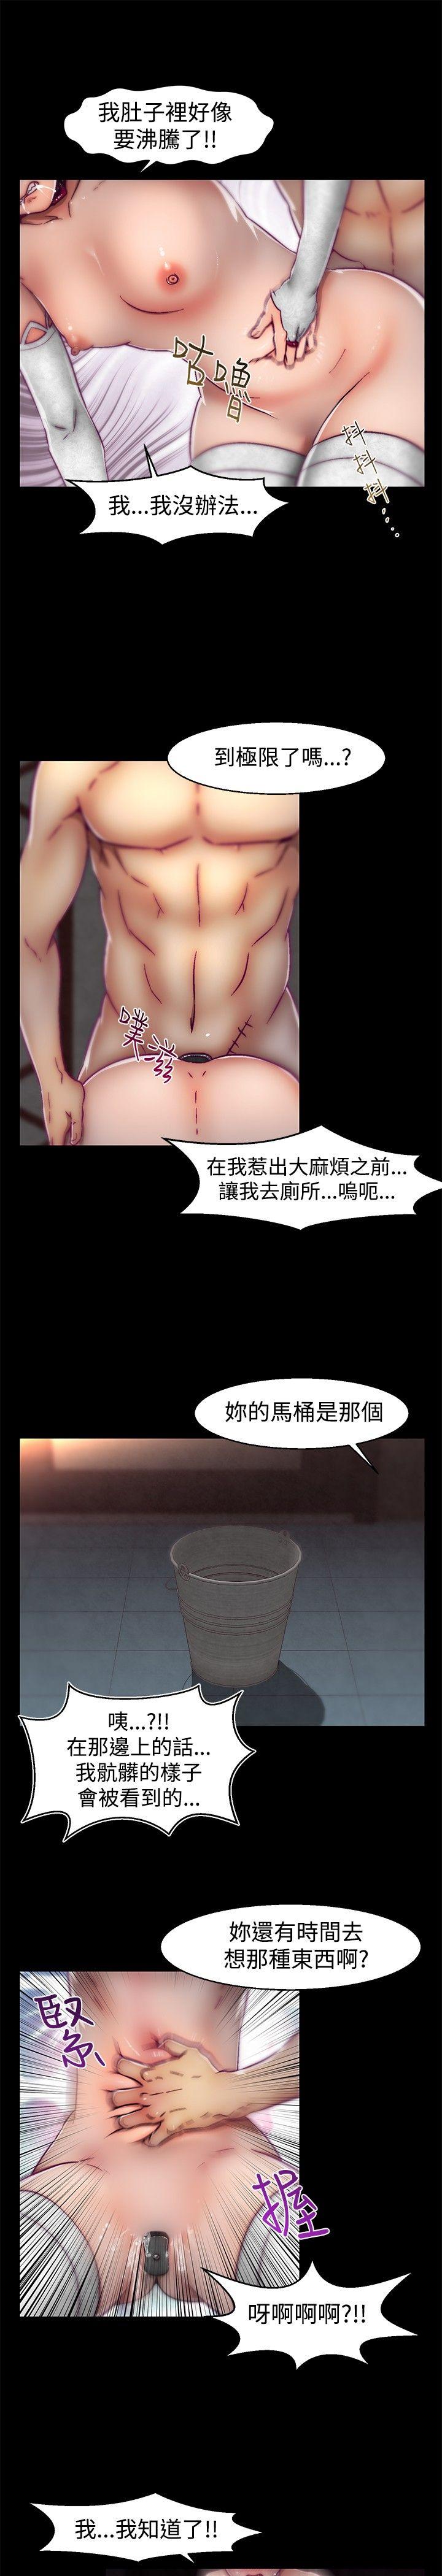 我肚子裡好像
要沸騰了!!
咕嚕
抖
抖
抖...
我...我沒辦法...
到極限了嗎...?
噗滋
在我惹出大麻煩之前...
讓我去廁所...嗚呃...
妳的馬桶是那個
咦...?!!
在那邊上的話...
我骯髒的樣子
會被看到的...
妳還有時間去
想那種東西啊?
緊
握
呀啊啊啊?!!
我...我知道了!!